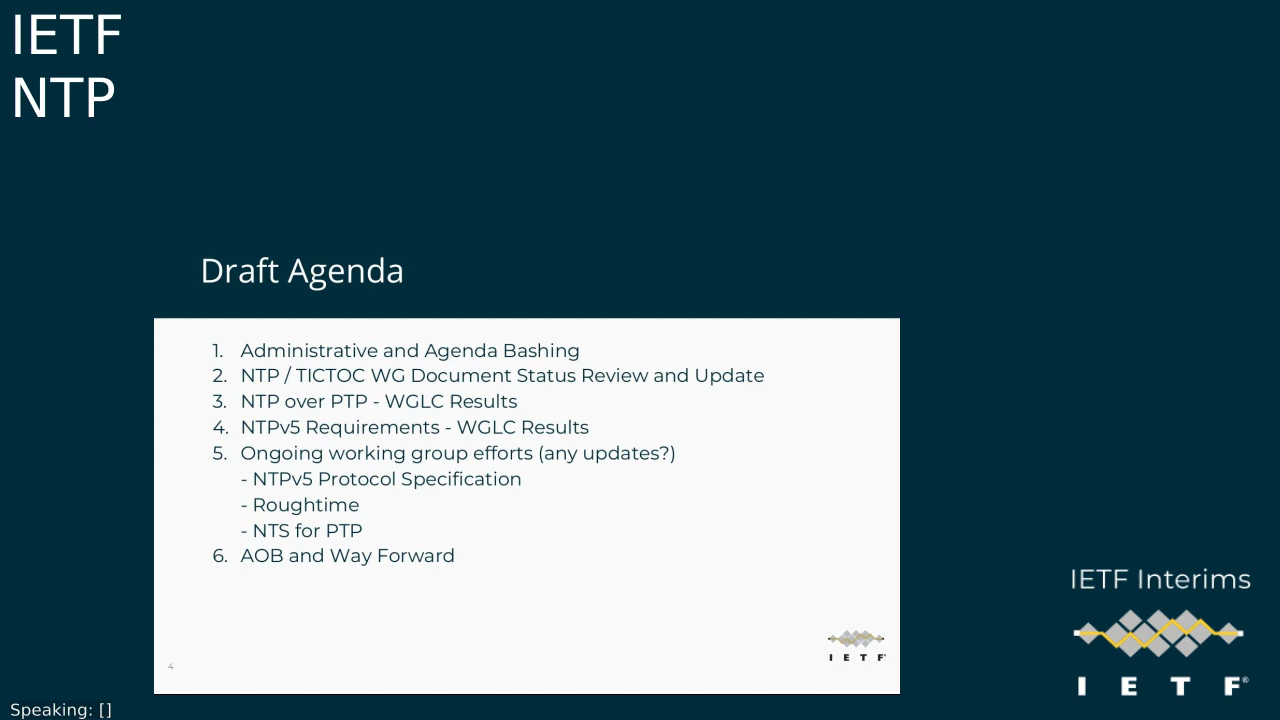 IETF
NTP
Draft Agenda
1. Administrative and Agenda Bashing
2. NTP / TICTOC WG Document Status Review and Update
3. NTP over PTP - WGLC Results
4. NTPv5 Requirements - WGLC Results
5. Ongoing working group efforts (any updates?)
- NTPv5 Protocol Specification
- Roughtime
- NTS for PTP
6. AOB and Way Forward
I E T F
4
IETF Interims
I E T F®
Speaking: []